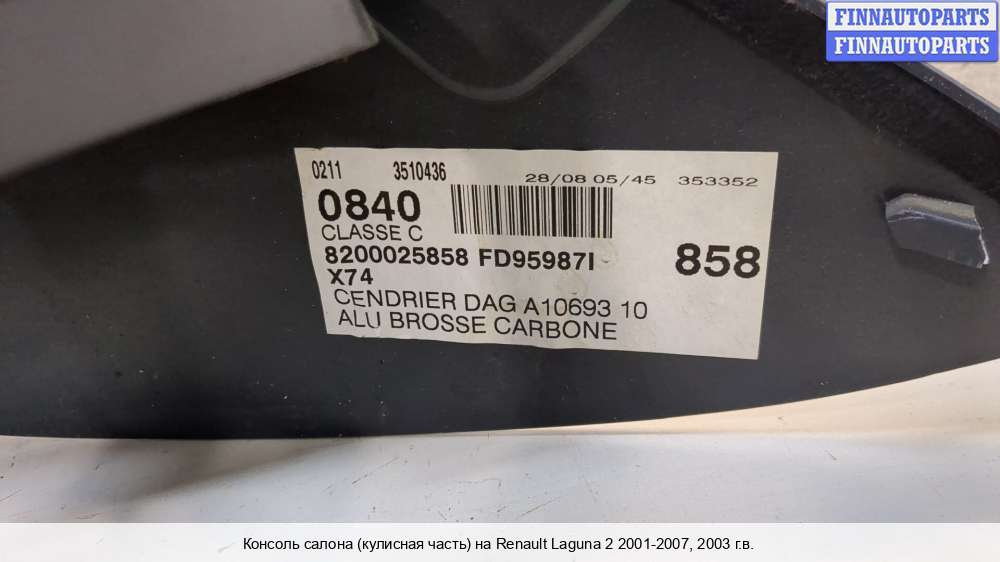 FINNAUTOPARTS
FINNAUTOPARTS
0211 3510436 28/08 05/45 353352
0840
CLASSE C
8200025858 FD95987I 858
X74
CENDRIER DAG A10693 10
ALU BROSSE CARBONE
Консоль салона (кулисная часть) на Renault Laguna 2 2001-2007, 2003 г.в.